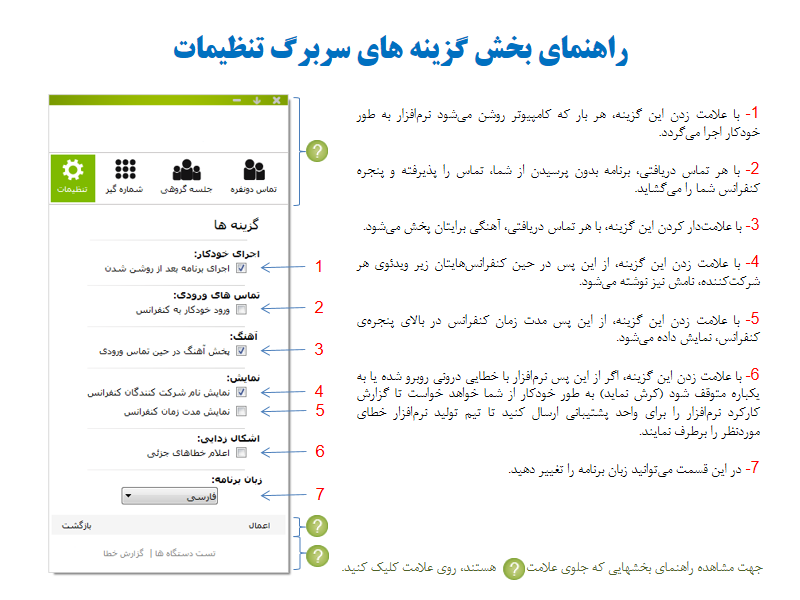 راهنمای بخش گزینه های سربرگ تنظیمات
1- با علامت زدن این گزینه، هر بار که کامپیوتر روشن می‌شود نرم‌افزار به طور
خودکار اجرا می‌گردد.
2- با هر تماس دریافتی، برنامه بدون پرسیدن از شما، تماس را پذیرفته و پنجره
کنفرانس شما را می‌گشاید.
3- با علامت‌دار کردن این گزینه، با هر تماس دریافتی، آهنگی برایتان پخش می‌شود.
4- با علامت زدن این گزینه، از این پس در حین کنفرانس‌هایتان زیر ویدئوی هر
شرکت‌کننده، نامش نیز نوشته می‌شود.
5- با علامت زدن این گزینه، از این پس مدت زمان کنفرانس در بالای پنجره‌ی
کنفرانس، نمایش داده می‌شود.
6- با علامت زدن این گزینه، اگر از این پس نرم‌افزار با خطایی درونی روبرو شده یا به
یکباره متوقف شود (کرش نماید) به طور خودکار از شما خواهد خواست تا گزارش
کارکرد نرم‌افزار را برای واحد پشتیبانی ارسال کنید تا تیم تولید نرم‌افزار خطای
موردنظر را برطرف نمایند.
7- در این قسمت می‌توانید زبان برنامه را تغییر دهید.
جهت مشاهده راهنمای بخشهایی که جلوی علامت ? هستند، روی علامت کلیک کنید.
?
تماس دونفره
جلسه گروهی
شماره گیر
تنظیمات
گزینه ها
اجرای خودکار:
اجرای برنامه بعد از روشن شدن
1
تماس های ورودی:
ورود خودکار به کنفرانس
2
آهنگ:
پخش آهنگ در حین تماس ورودی
3
نمایش:
نمایش نام شرکت کنندگان کنفرانس
4
نمایش مدت زمان کنفرانس
5
اشکال زدایی:
اعلام خطاهای جزئی
6
زبان برنامه:
فارسی
7
اعمال
بازگشت
?
تست دستگاه ها | گزارش خطا
?